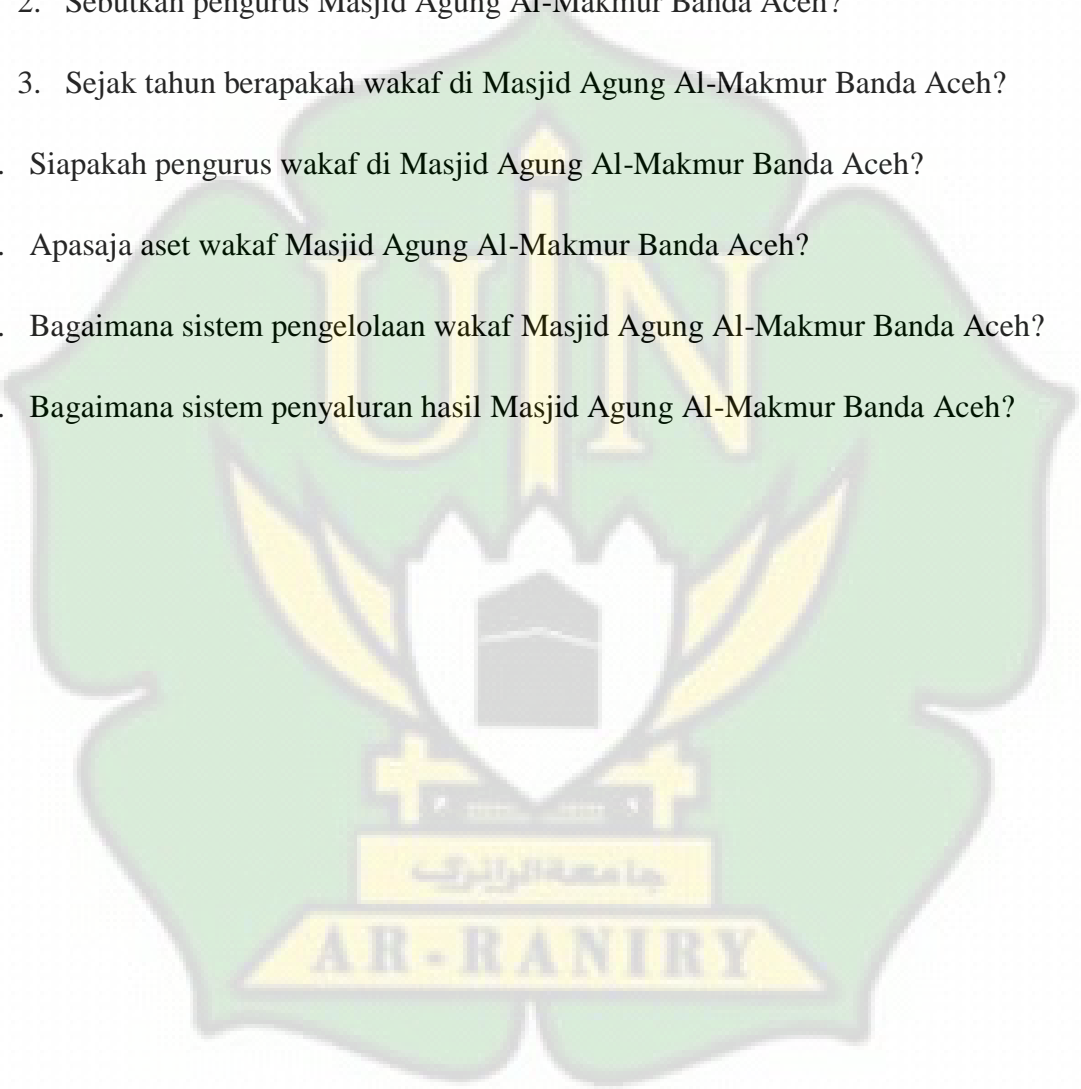 2. Sebutkan pengurus Masjid Agung Al-Makmur Banda Aceh?
3. Sejak tahun berapakah wakaf di Masjid Agung Al-Makmur Banda Aceh?
. Siapakah pengurus wakaf di Masjid Agung Al-Makmur Banda Aceh?
. Apasaja aset wakaf Masjid Agung Al-Makmur Banda Aceh?
. Bagaimana sistem pengelolaan wakaf Masjid Agung Al-Makmur Banda Aceh?
. Bagaimana sistem penyaluran hasil Masjid Agung Al-Makmur Banda Aceh?
UIN
جامعة الرانري
AR-RANIRY